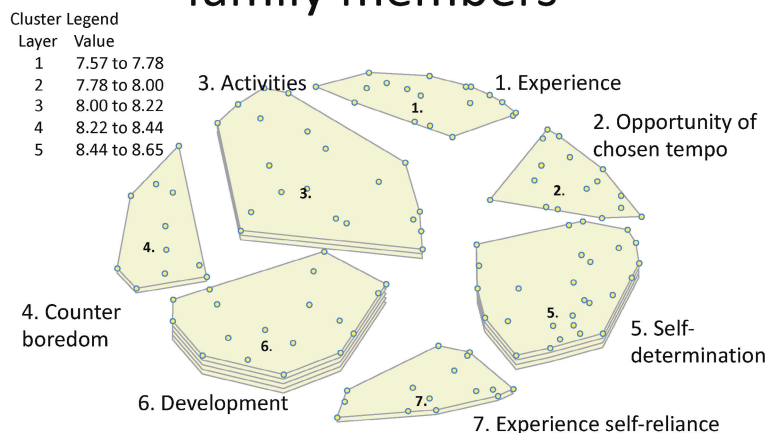 family members
Cluster Legend
Layer Value
1 7.57 to 7.78
2 7.78 to 8.00
3 8.00 to 8.22
4 8.22 to 8.44
5 8.44 to 8.65
3. Activities
1. Experience
1.
2. Opportunity of
chosen tempo
2.
3.
4.
4. Counter
boredom
5.
5. Self-
determination
6.
6. Development
7.
7. Experience self-reliance